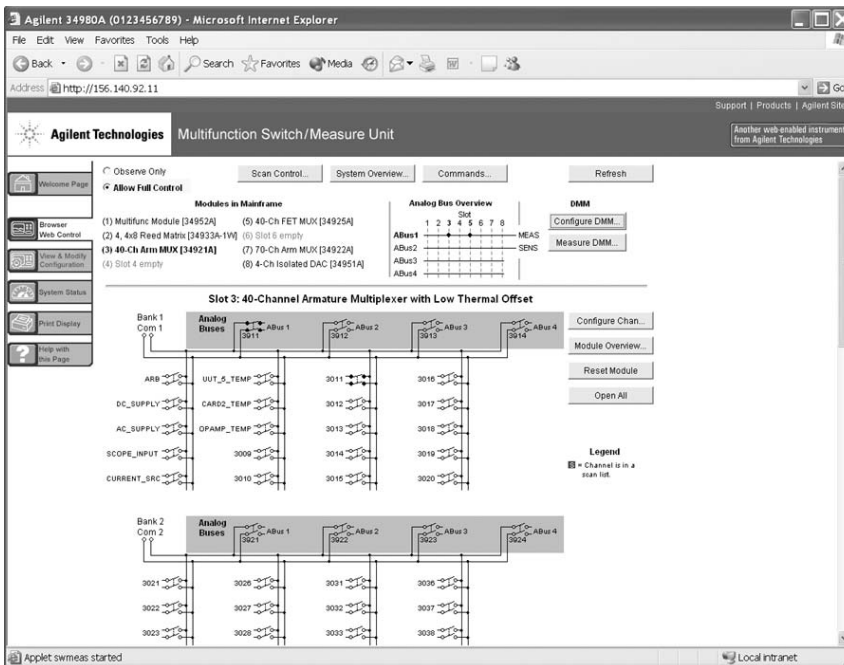 Agilent 34980A (0123456789) - Microsoft Internet Explorer
File Edit View Favorites Tools Help
Back Search Favorites Media
Address http://156.140.92.11 Go
Support | Products | Agilent Site
Agilent Technologies Multifunction Switch/Measure Unit
Another web-enabled instrument
from Agilent Technologies
Welcome Page
Browser
Web Control
View & Modify
Configuration
System Status
Print Display
Help with
this Page
Observe Only
Allow Full Control
Scan Control... System Overview... Commands... Refresh
Modules in Mainframe
(1) Multifunc Module [34952A]
(2) 4, 4x8 Reed Matrix [34933A-1W]
(3) 40-Ch Arm MUX [34921A]
(4) Slot 4 empty
(5) 40-Ch FET MUX [34925A]
(6) Slot 6 empty
(7) 70-Ch Arm MUX [34922A]
(8) 4-Ch Isolated DAC [34951A]
Analog Bus Overview
Slot
1 2 3 4 5 6 7 8
ABus1 MEAS
ABus2 SENS
ABus3
ABus4
DMM
Configure DMM...
Measure DMM...
Slot 3: 40-Channel Armature Multiplexer with Low Thermal Offset
Bank 1
Com 1
Analog
Buses
ABus 1 ABus 2 ABus 3 ABus 4
3911 3912 3913 3914
ARB UUT_5_TEMP 3011 3016
DC_SUPPLY CARD2_TEMP 3012 3017
AC_SUPPLY OPAMP_TEMP 3013 3018
SCOPE_INPUT 3009 3014 3019
CURRENT_SRC 3010 3015 3020
Configure Chan...
Module Overview...
Reset Module
Open All
Legend
S = Channel is in a
scan list.
Bank 2
Com 2
Analog
Buses
ABus 1 ABus 2 ABus 3 ABus 4
3921 3922 3923 3924
3021 3026 3031 3036
3022 3027 3032 3037
3023 3028 3033 3038
Applet swmeas started Local intranet